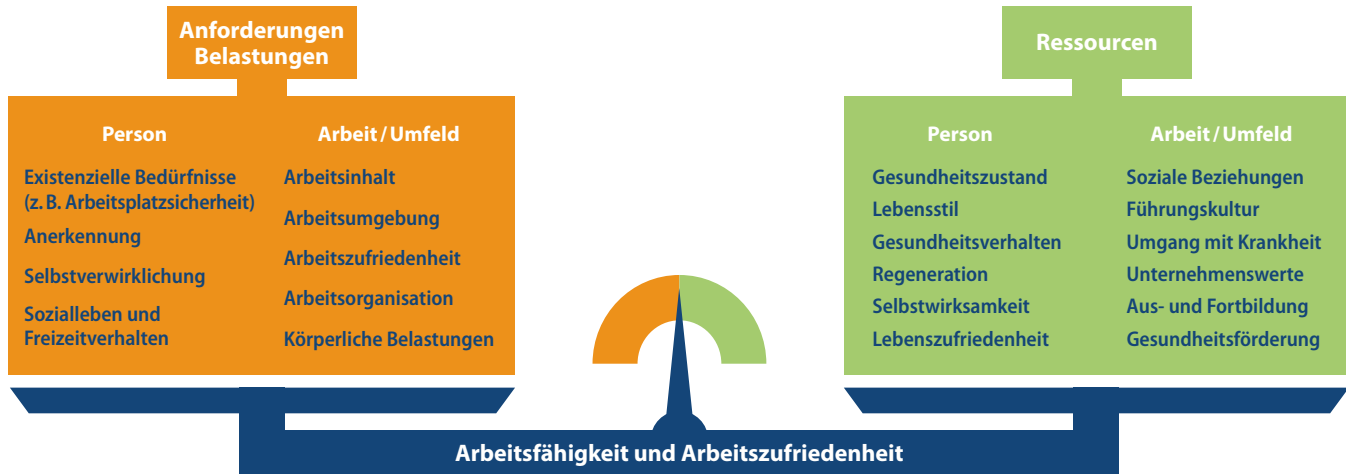 Anforderungen
Belastungen
Person
Existenzielle Bedürfnisse
(z. B. Arbeitsplatzsicherheit)
Anerkennung
Selbstverwirklichung
Sozialleben und
Freizeitverhalten
Arbeit / Umfeld
Arbeitsinhalt
Arbeitsumgebung
Arbeitszufriedenheit
Arbeitsorganisation
Körperliche Belastungen
Ressourcen
Person
Gesundheitszustand
Lebensstil
Gesundheitsverhalten
Regeneration
Selbstwirksamkeit
Lebenszufriedenheit
Arbeit / Umfeld
Soziale Beziehungen
Führungskultur
Umgang mit Krankheit
Unternehmenswerte
Aus- und Fortbildung
Gesundheitsförderung
Arbeitsfähigkeit und Arbeitszufriedenheit